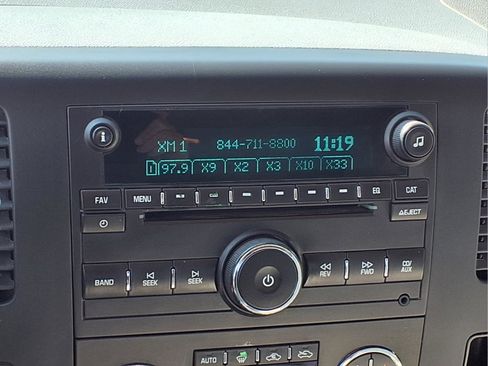 XM 1 844-711-8800 11:19
1 97.9 X9 X2 X3 X10 X33
FAV MENU EQ CAT
EJECT
BAND SEEK SEEK REV FWD CD/AUX
AUTO